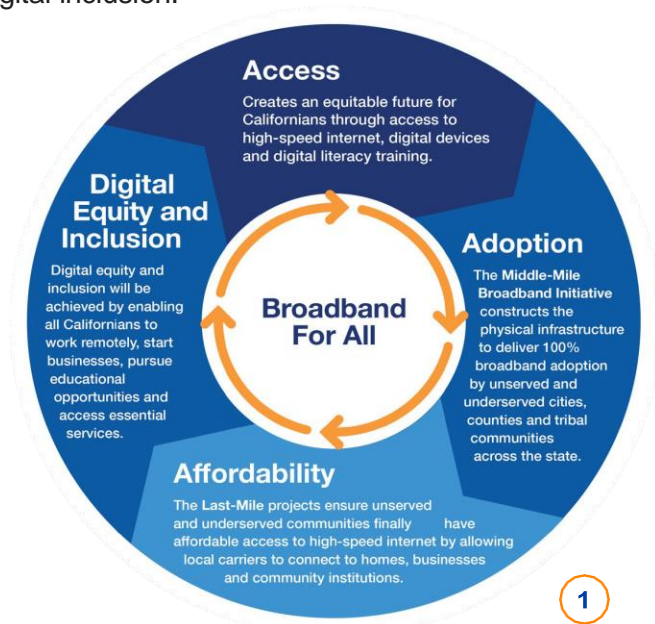 gital inclusion.
Access
Creates an equitable future for
Californians through access to
high-speed internet, digital devices
and digital literacy training.
Digital
Equity and
Inclusion
Digital equity and
inclusion will be
achieved by enabling
all Californians to
work remotely, start
businesses, pursue
educational
opportunities and
access essential
services.
Broadband
For All
Adoption
The Middle-Mile
Broadband Initiative
constructs the
physical infrastructure
to deliver 100%
broadband adoption
by unserved and
underserved cities,
counties and tribal
communities
across the state.
Affordability
The Last-Mile projects ensure unserved
and underserved communities finally have
affordable access to high-speed internet by allowing
local carriers to connect to homes, businesses
and community institutions.
1